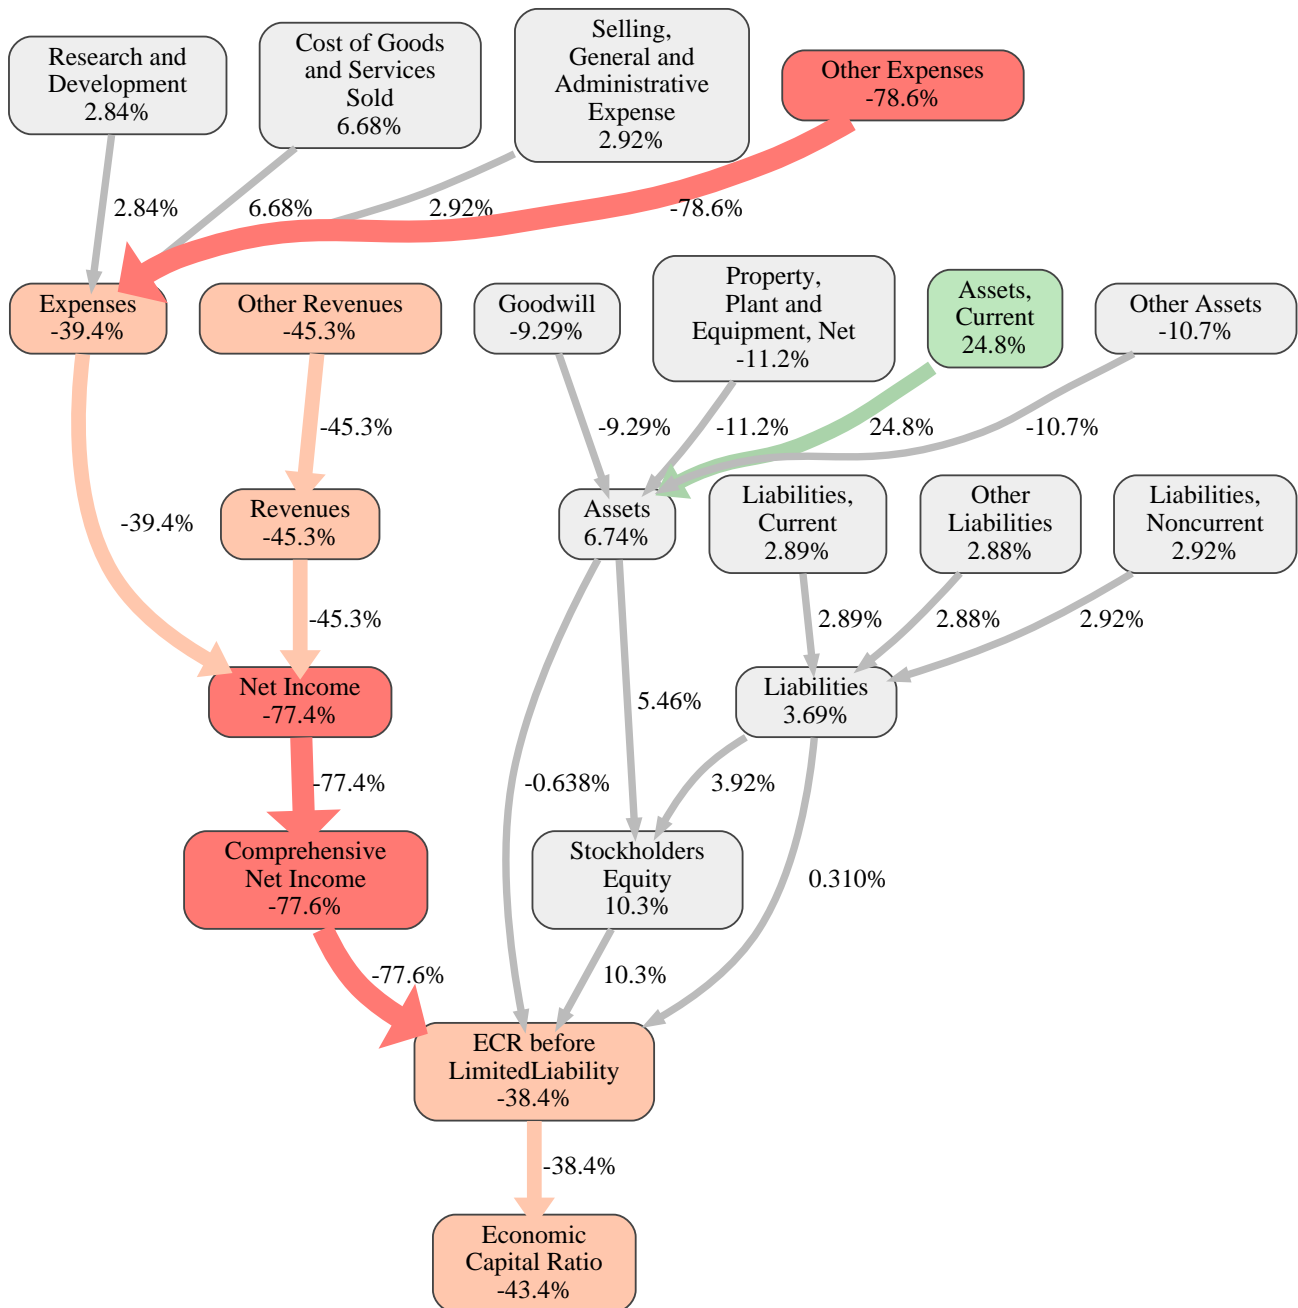 Research and
Development
2.84%
Cost of Goods
and Services
Sold
6.68%
Selling,
General and
Administrative
Expense
2.92%
Other Expenses
-78.6%
2.84%
6.68%
2.92%
-78.6%
Expenses
-39.4%
Other Revenues
-45.3%
Goodwill
-9.29%
Property,
Plant and
Equipment, Net
-11.2%
Assets,
Current
24.8%
Other Assets
-10.7%
-45.3%
-9.29%
-11.2%
24.8%
-10.7%
-39.4%
Revenues
-45.3%
Assets
6.74%
Liabilities,
Current
2.89%
Other
Liabilities
2.88%
Liabilities,
Noncurrent
2.92%
-45.3%
2.89%
2.88%
2.92%
Net Income
-77.4%
5.46%
Liabilities
3.69%
-77.4%
-0.638%
3.92%
Comprehensive
Net Income
-77.6%
Stockholders
Equity
10.3%
0.310%
-77.6%
10.3%
ECR before
LimitedLiability
-38.4%
-38.4%
Economic
Capital Ratio
-43.4%